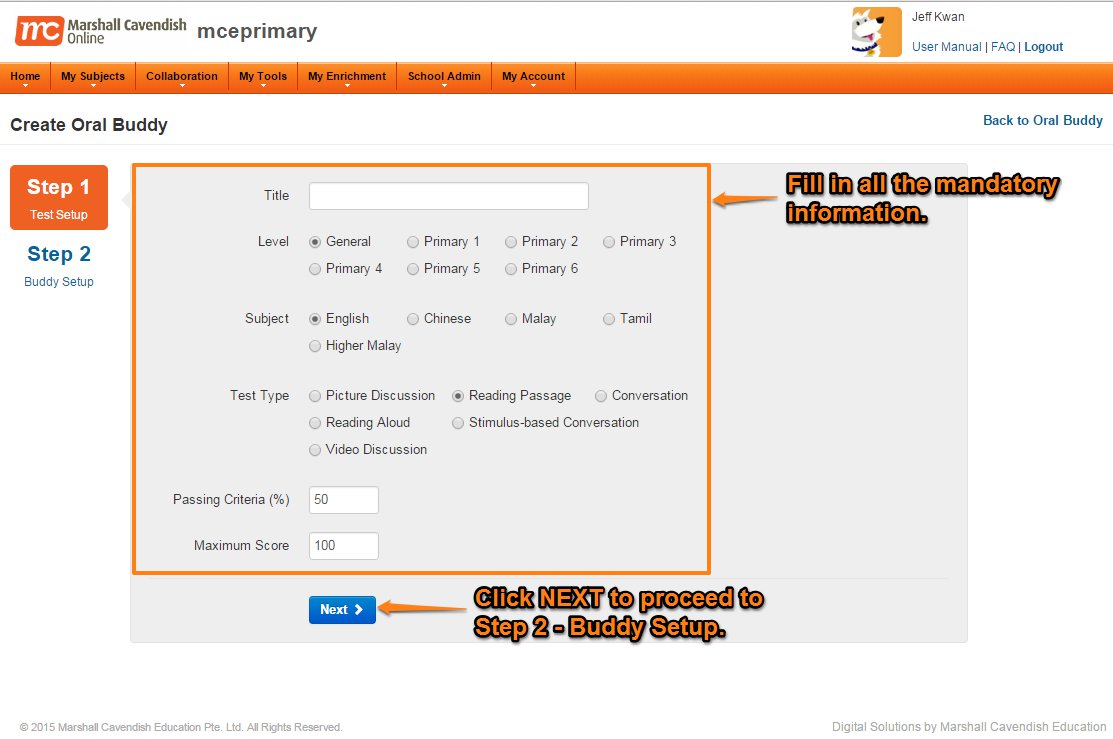 mc Marshall Cavendish Online mceprimary
Jeff Kwan
User Manual | FAQ | Logout
Home My Subjects Collaboration My Tools My Enrichment School Admin My Account
Create Oral Buddy
Back to Oral Buddy
Step 1
Test Setup
Step 2
Buddy Setup
Title
Fill in all the mandatory
information.
Level General Primary 1 Primary 2 Primary 3
Primary 4 Primary 5 Primary 6
Subject English Chinese Malay Tamil
Higher Malay
Test Type Picture Discussion Reading Passage Conversation
Reading Aloud Stimulus-based Conversation
Video Discussion
Passing Criteria (%) 50
Maximum Score 100
Next
Click NEXT to proceed to
Step 2 - Buddy Setup.
© 2015 Marshall Cavendish Education Pte. Ltd. All Rights Reserved.
Digital Solutions by Marshall Cavendish Education